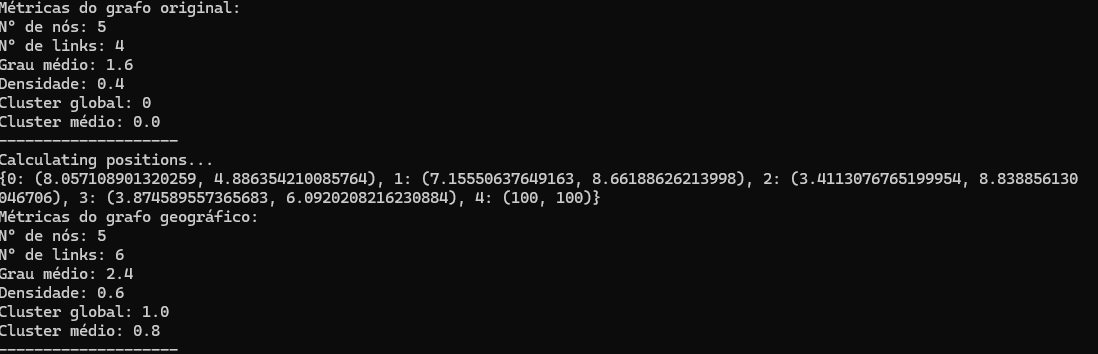 Métricas do grafo original:
N° de nós: 5
N° de links: 4
Grau médio: 1.6
Densidade: 0.4
Cluster global: 0
Cluster médio: 0.0
--------------------
Calculating positions...
{0: (8.057108901320259, 4.886354210085764), 1: (7.15550637649163, 8.66188626213998), 2: (3.4113076765199954, 8.838856130
046706), 3: (3.874589557365683, 6.0920208216230884), 4: (100, 100)}
Métricas do grafo geográfico:
N° de nós: 5
N° de links: 6
Grau médio: 2.4
Densidade: 0.6
Cluster global: 1.0
Cluster médio: 0.8
--------------------